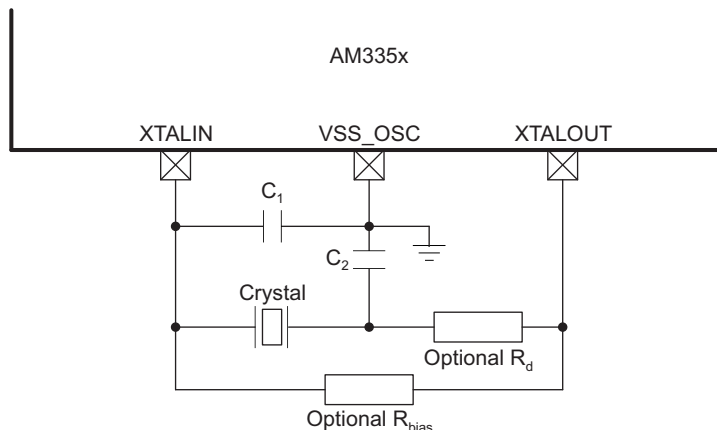 AM335x
XTALIN
VSS_OSC
XTALOUT
C1
C2
Crystal
Optional Rd
Optional Rbias